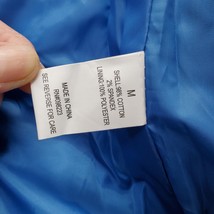 M
SHELL:98% COTTON
2% SPANDEX
LINING:100% POLYESTER
MADE IN CHINA
SEE REVERSE FOR CARE